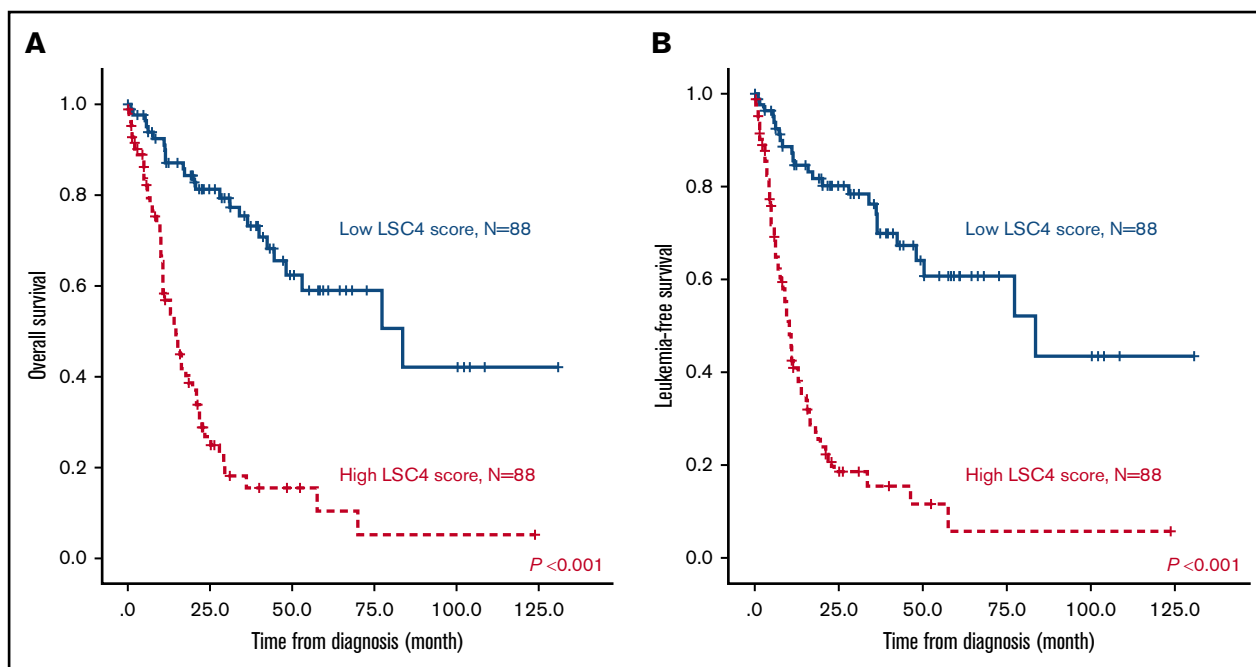 A
Overall survival
1.0
0.8
0.6
0.4
0.2
0.0
Low LSC4 score, N=88
High LSC4 score, N=88
P <0.001
.0 25.0 50.0 75.0 100.0 125.0
Time from diagnosis (month)
B
Leukemia-free survival
1.0
0.8
0.6
0.4
0.2
0.0
Low LSC4 score, N=88
High LSC4 score, N=88
P <0.001
.0 25.0 50.0 75.0 100.0 125.0
Time from diagnosis (month)